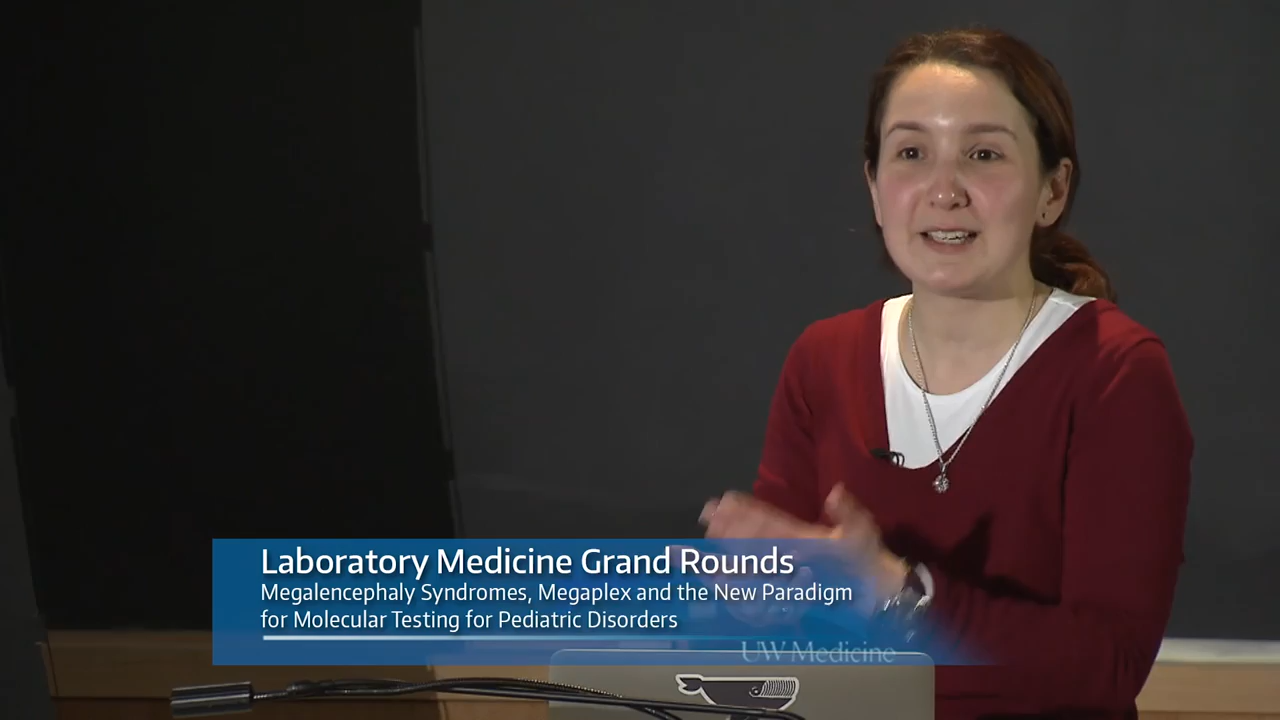 Laboratory Medicine Grand Rounds
Megalencephaly Syndromes, Megaplex and the New Paradigm
for Molecular Testing for Pediatric Disorders
UW Medicine